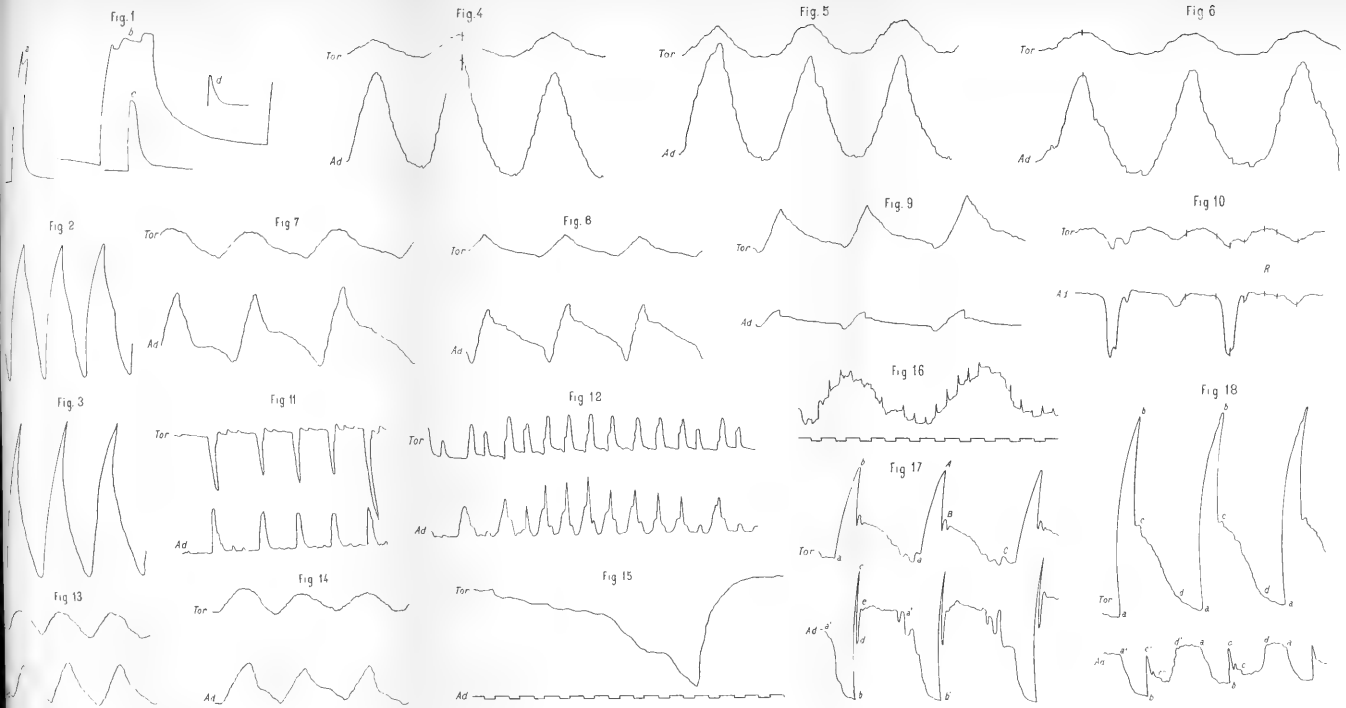 Fig. 1
a
b
c
d
Fig. 4
Tor
Ad
Fig. 5
Tor
Ad
Fig 6
Tor
Ad
Fig 2
Fig 7
Tor
Ad
Fig. 8
Tor
Ad
Fig. 9
Tor
Ad
Fig 10
Tor
R
Fig. 3
Fig 11
Tor
Ad
Fig. 12
Tor
Ad
Fig 16
Fig 17
b A
B
Tor a a C
c
e a'
Ad a' d
b b'
Fig 18
b b
c c
d d
Tor a a a
Ad a' c d' a c d a
c c
b b
Fig 13
Fig 14
Tor
Ad
Fig 15
Tor
Ad